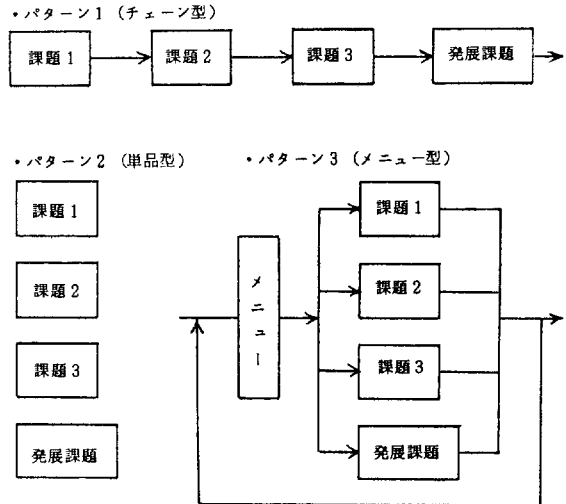 ・パターン1（チェーン型）
課題1
課題2
課題3
発展課題
・パターン2（単品型）
課題1
課題2
課題3
発展課題
・パターン3（メニュー型）
メニュー
課題1
課題2
課題3
発展課題